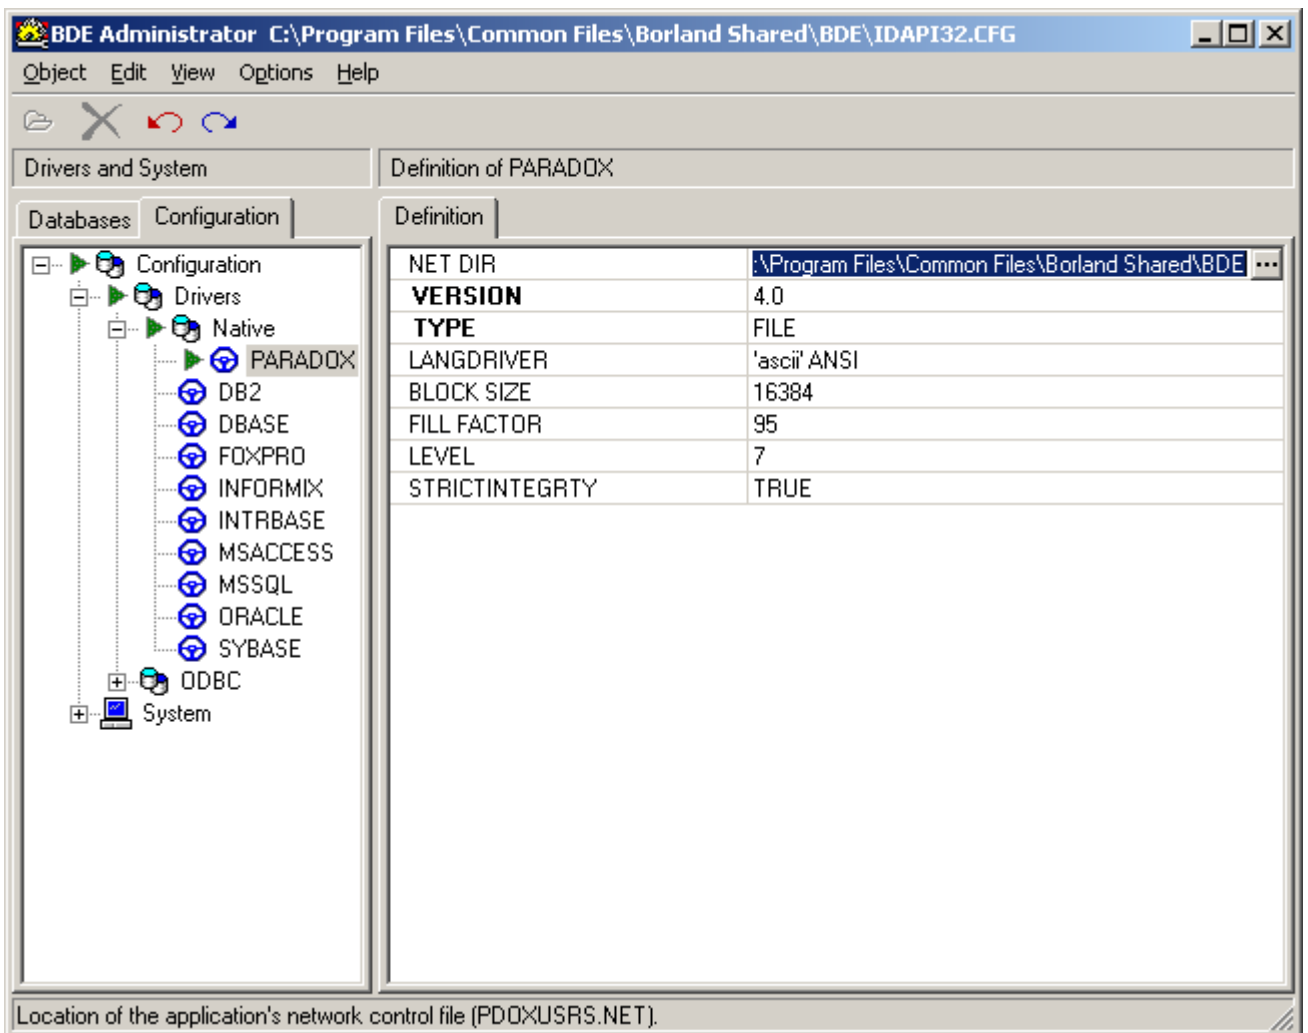 BDE Administrator C:\Program Files\Common Files\Borland Shared\BDE\IDAPI32.CFG
Object Edit View Options Help
Drivers and System
Definition of PARADOX
Databases Configuration
Definition
Configuration
Drivers
Native
PARADOX
DB2
DBASE
FOXPRO
INFORMIX
INTRBASE
MSACCESS
MSSQL
ORACLE
SYBASE
ODBC
System
NET DIR :\Program Files\Common Files\Borland Shared\BDE ...
VERSION 4.0
TYPE FILE
LANGDRIVER 'ascii' ANSI
BLOCK SIZE 16384
FILL FACTOR 95
LEVEL 7
STRICTINTEGRTY TRUE
Location of the application's network control file (PDOXUSRS.NET).